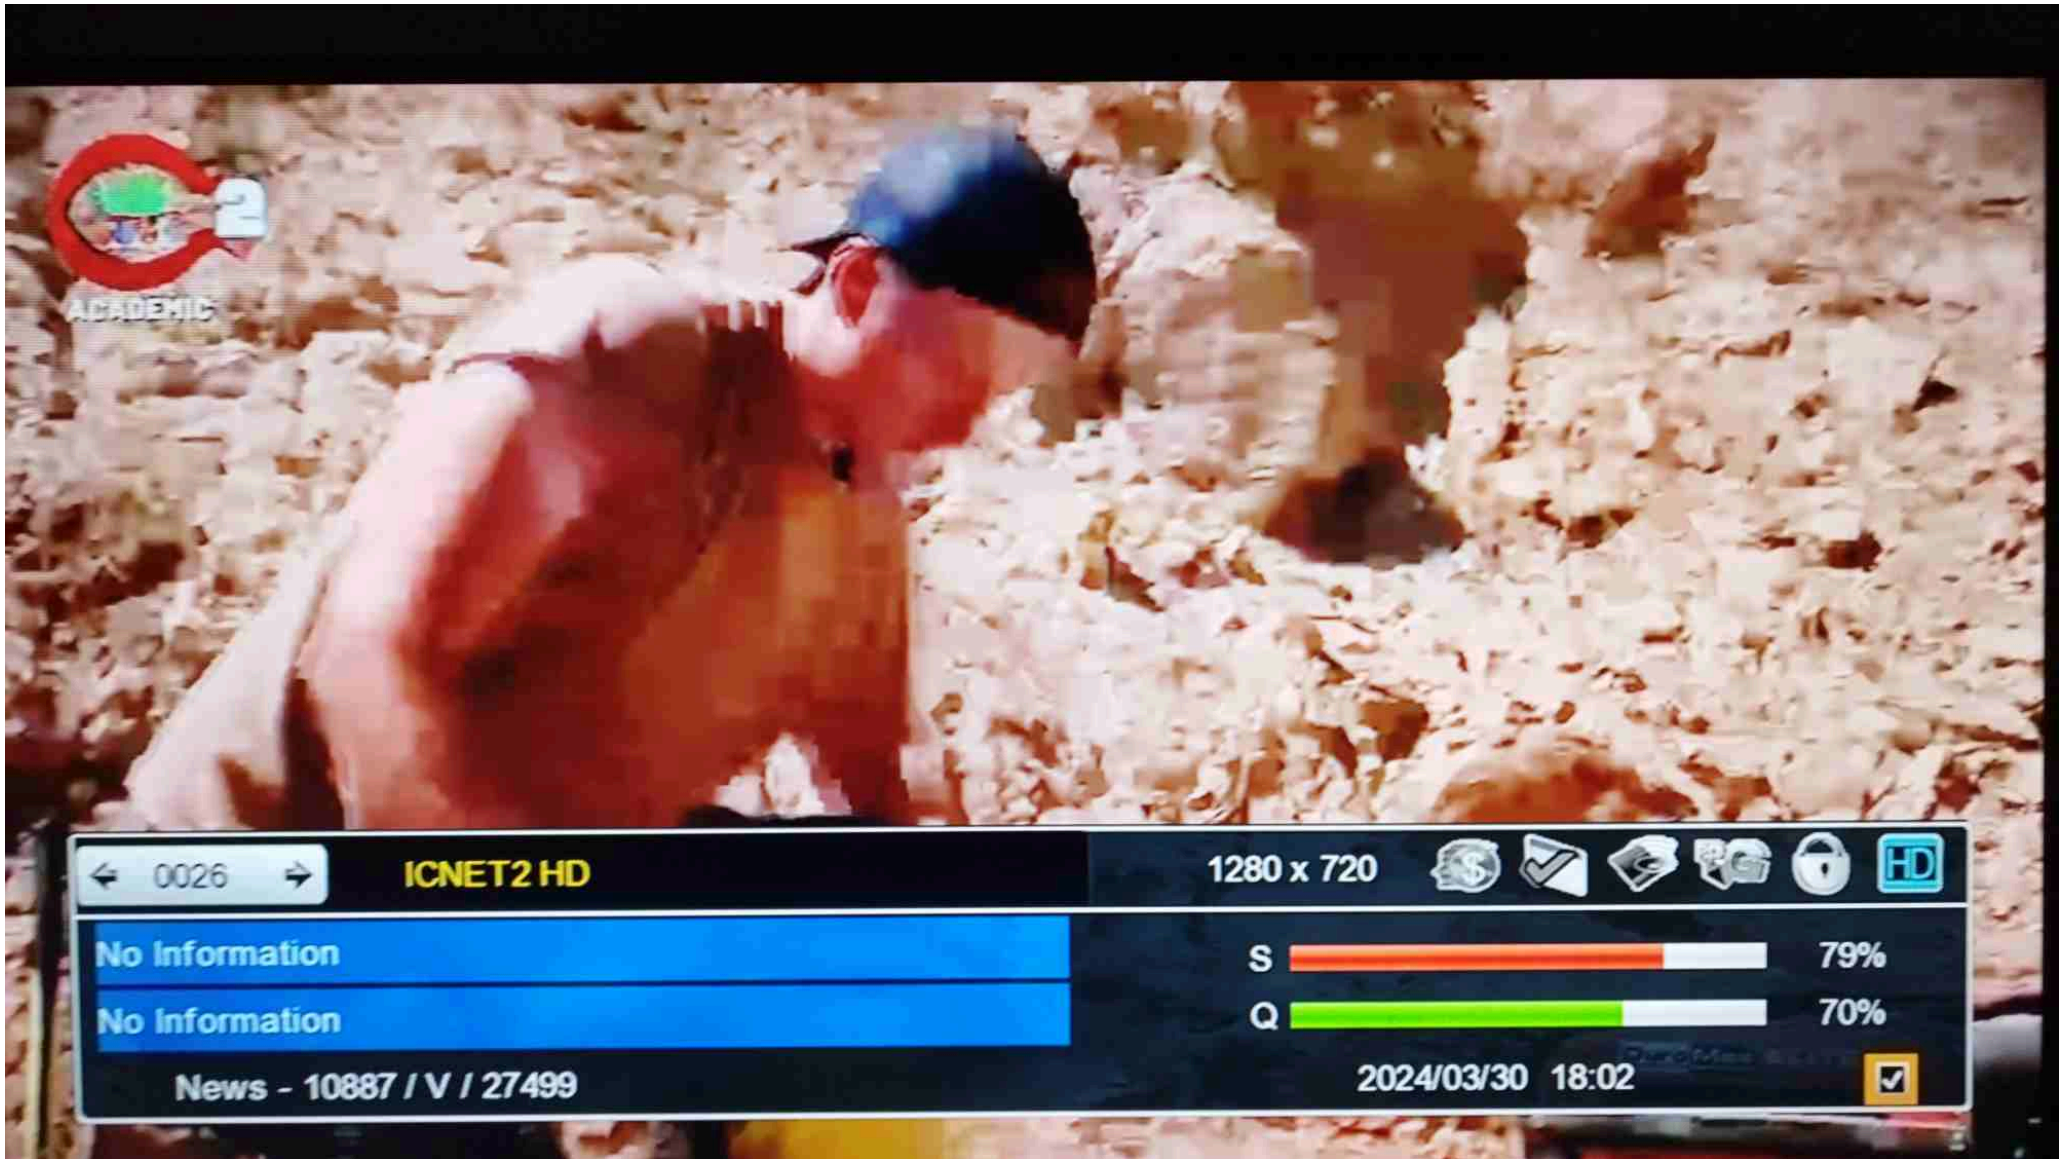 2
ACADEMIC
0026
ICNET2 HD
1280 x 720
HD
No Information
S
79%
No Information
Q
70%
News - 10887 / V / 27499
2024/03/30 18:02